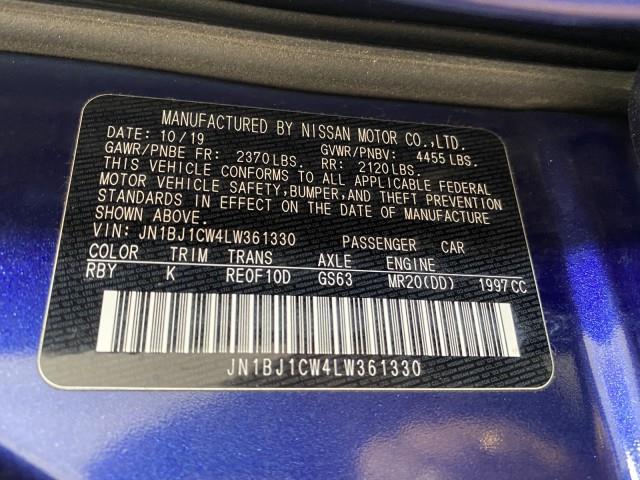 MANUFACTURED BY NISSAN MOTOR CO.,LTD.
DATE: 10/19 GVWR/PNBV: 4455LBS.
GAWR/PNBE FR: 2370LBS. RR: 2120LBS.
THIS VEHICLE CONFORMS TO ALL APPLICABLE FEDERAL
MOTOR VEHICLE SAFETY,BUMPER,AND THEFT PREVENTION
STANDARDS IN EFFECT ON THE DATE OF MANUFACTURE
SHOWN ABOVE.
VIN: JN1BJ1CW4LW361330 PASSENGER CAR
COLOR TRIM TRANS AXLE ENGINE
RBY K RE0F10D GS63 MR20(DD) 1997CC
JN1BJ1CW4LW361330